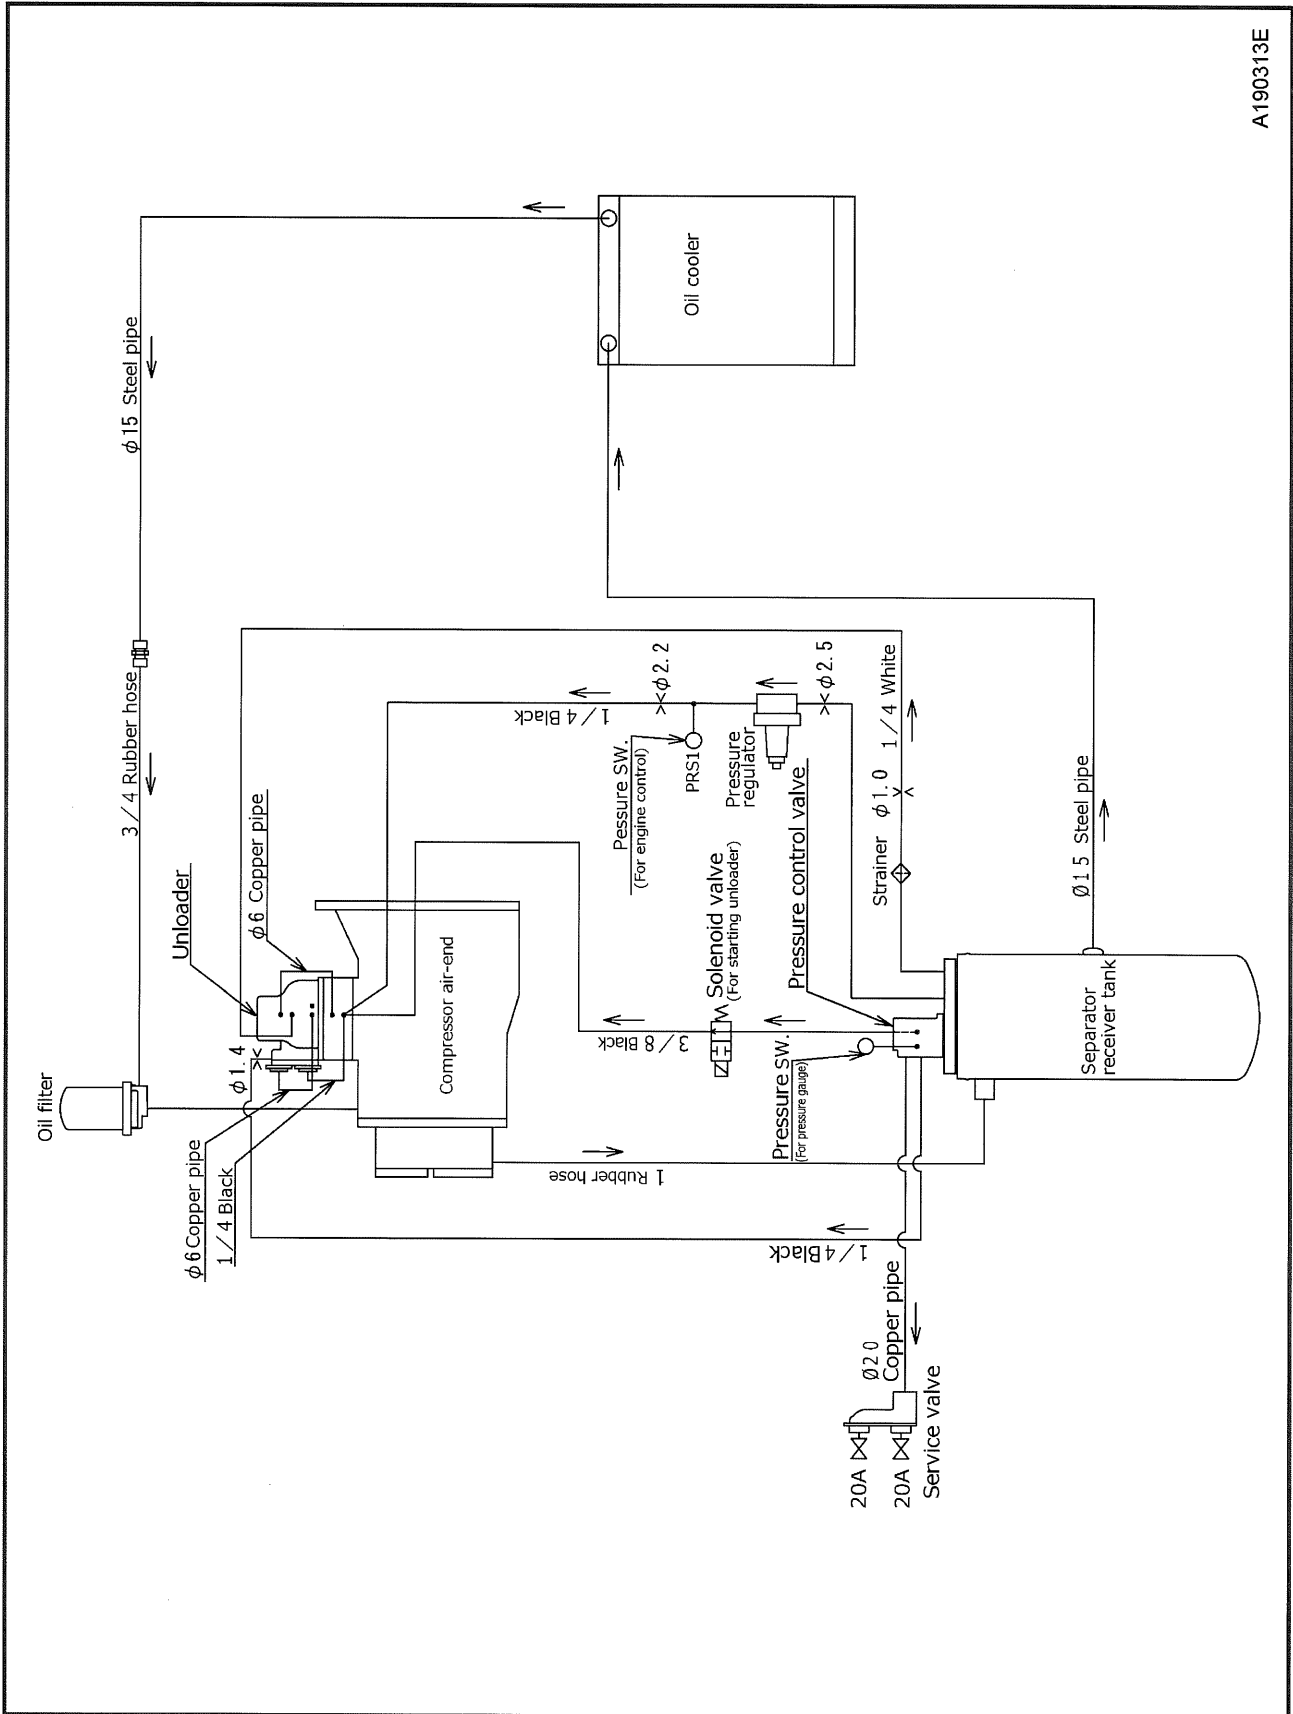 A190313E
Oil cooler
φ15 Steel pipe
3/4 Rubber hose
Oil filter
Unloader
φ6 Copper pipe
φ1.4
φ6 Copper pipe
1/4 Black
Compressor air-end
1/4 Black
φ2.2
Pessure SW.
(For engine control)
PRS1
Pressure
regulator
φ2.5
Solenoid valve
(For starting unloader)
3/8 Black
Pressure control valve
Strainer φ1.0 1/4 White
Pressure SW.
(For pressure gauge)
1 Rubber hose
1/4 Black
Ø15 Steel pipe
Separator
receiver tank
Ø20
Copper pipe
20A
20A
Service valve